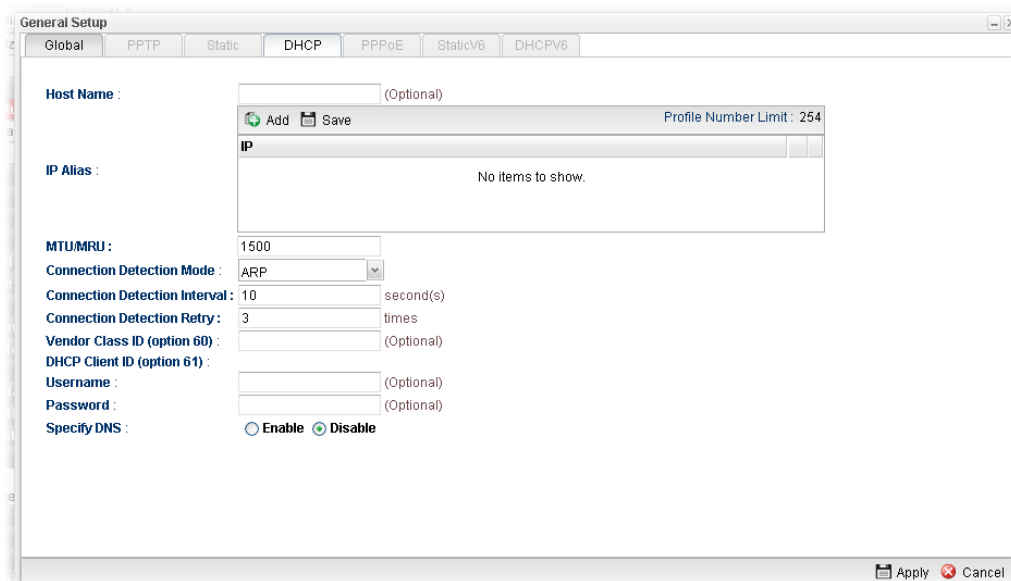 General Setup
Global PPTP Static DHCP PPPoE StaticV6 DHCPV6
Host Name : (Optional)
Add Save Profile Number Limit : 254
IP
IP Alias :
No items to show.
MTU/MRU : 1500
Connection Detection Mode : ARP
Connection Detection Interval : 10 second(s)
Connection Detection Retry : 3 times
Vendor Class ID (option 60) : (Optional)
DHCP Client ID (option 61) :
Username : (Optional)
Password : (Optional)
Specify DNS : Enable Disable
Apply Cancel